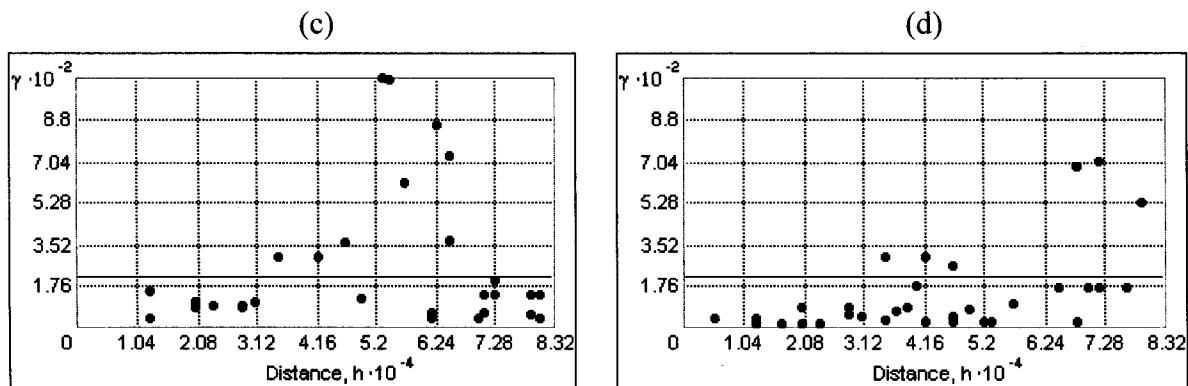 (c)
γ ·10⁻²
8.8
7.04
5.28
3.52
1.76
0 1.04 2.08 3.12 4.16 5.2 6.24 7.28 8.32
Distance, h ·10⁻⁴
(d)
γ ·10⁻²
8.8
7.04
5.28
3.52
1.76
0 1.04 2.08 3.12 4.16 5.2 6.24 7.28 8.32
Distance, h ·10⁻⁴